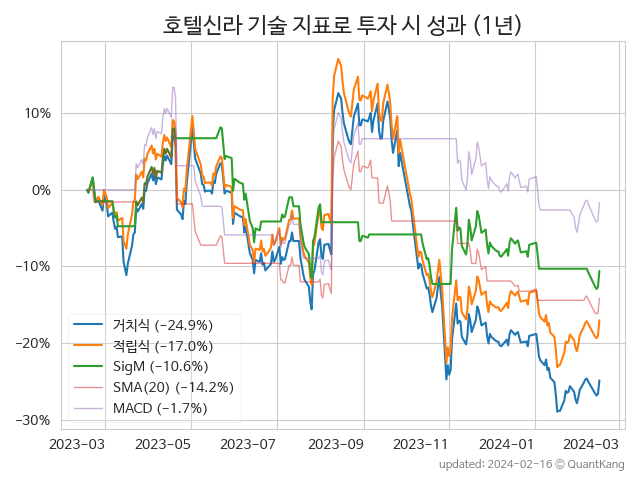 호텔신라 기술 지표로 투자 시 성과 (1년)
10%
0%
−10%
−20%
−30%
거치식 (−24.9%)
적립식 (−17.0%)
SigM (−10.6%)
SMA(20) (−14.2%)
MACD (−1.7%)
2023−03 2023−05 2023−07 2023−09 2023−11 2024−01 2024−03
updated: 2024−02−16 © QuantKang